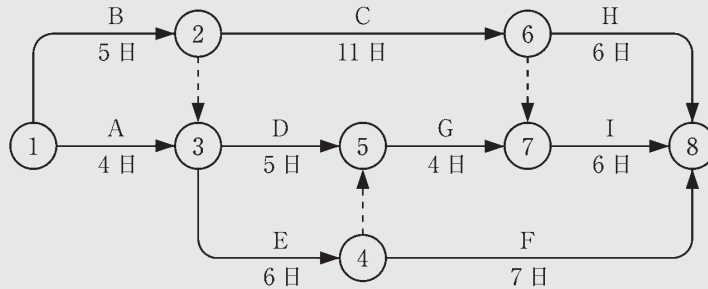 B C H
② ⑥
5 日 11 日 6 日
A D G I
① ③ ⑤ ⑦ ⑧
4 日 5 日 4 日 6 日
E F
④
6 日 7 日